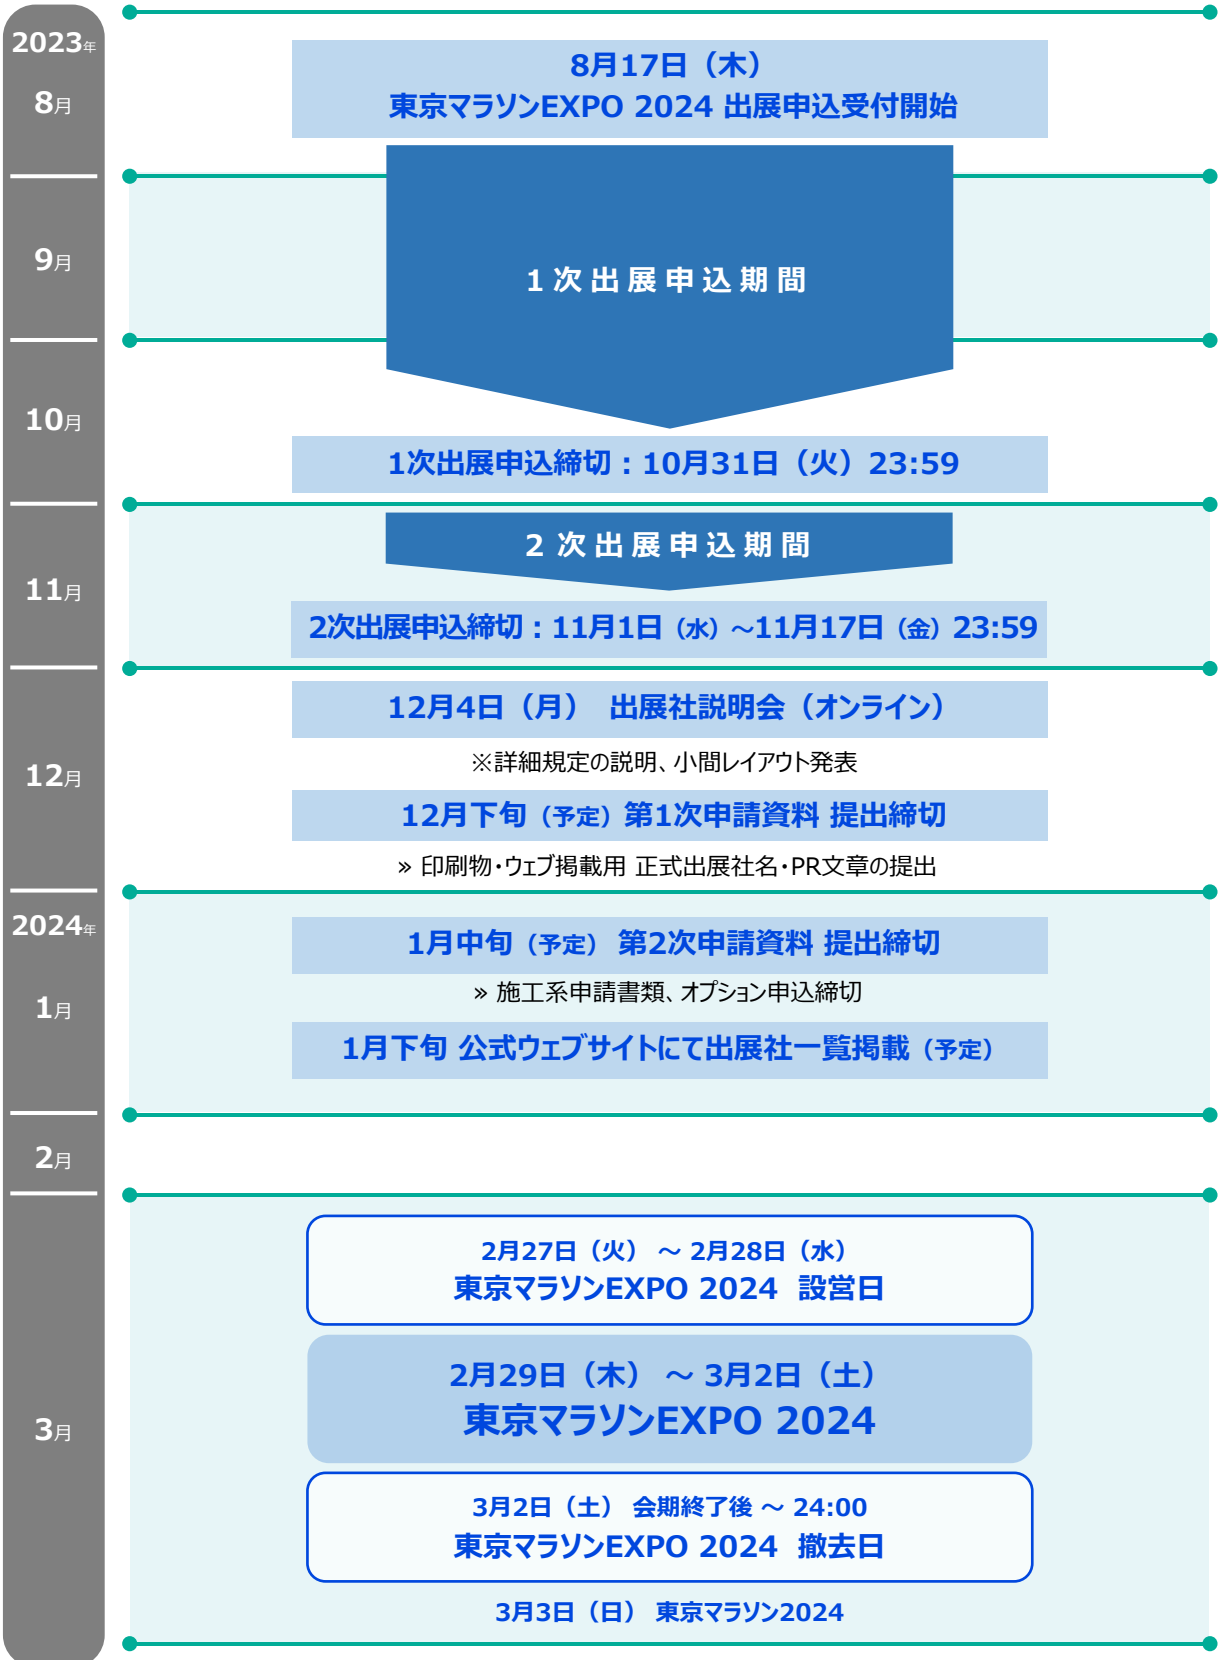 2023年
8月
8月17日（木）
東京マラソンEXPO 2024 出展申込受付開始
9月
1次出展申込期間
10月
1次出展申込締切：10月31日（火）23:59
2次出展申込期間
11月
2次出展申込締切：11月1日（水）～11月17日（金）23:59
12月4日（月） 出展社説明会（オンライン）
※詳細規定の説明、小間レイアウト発表
12月
12月下旬（予定）第1次申請資料 提出締切
» 印刷物・ウェブ掲載用 正式出展社名・PR文章の提出
2024年
1月中旬（予定） 第2次申請資料 提出締切
» 施工系申請書類、オプション申込締切
1月
1月下旬 公式ウェブサイトにて出展社一覧掲載（予定）
2月
2月27日（火） ～ 2月28日（水）
東京マラソンEXPO 2024 設営日
2月29日（木） ～ 3月2日（土）
東京マラソンEXPO 2024
3月
3月2日（土） 会期終了後 ～ 24:00
東京マラソンEXPO 2024 撤去日
3月3日（日） 東京マラソン2024